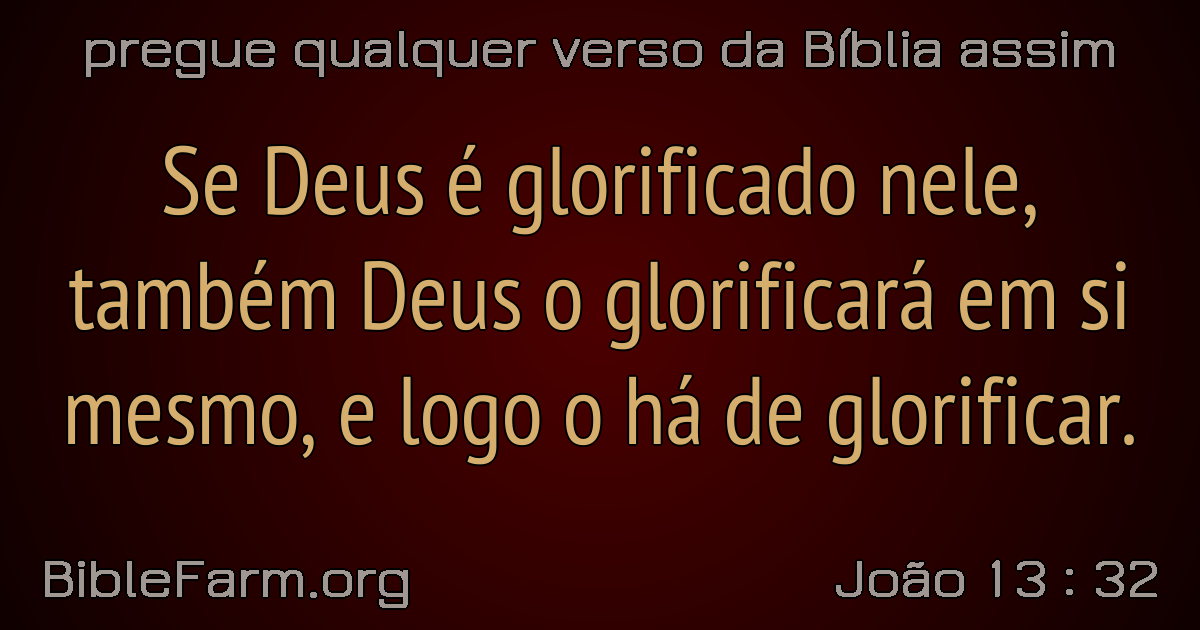 pregue qualquer verso da Bíblia assim
Se Deus é glorificado nele,
também Deus o glorificará em si
mesmo, e logo o há de glorificar.
BibleFarm.org
João 13 : 32